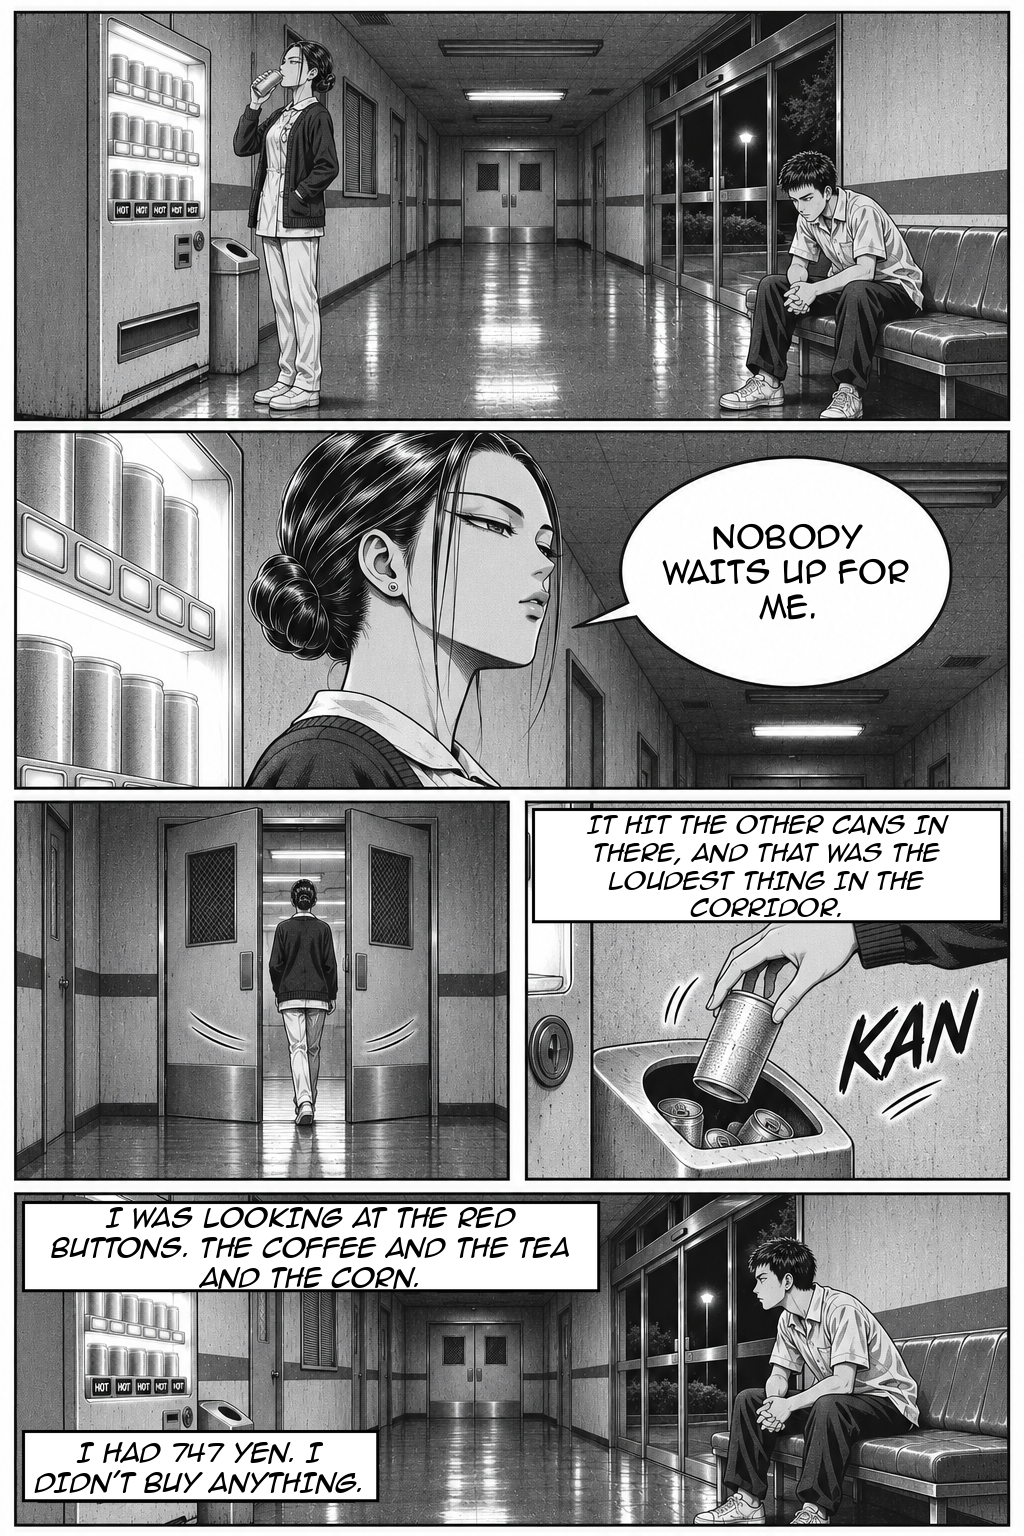 HOT HOT HOT HOT HOT
NOBODY
WAITS UP FOR
ME.
IT HIT THE OTHER CANS IN
THERE, AND THAT WAS THE
LOUDEST THING IN THE
CORRIDOR.
KAN
I WAS LOOKING AT THE RED
BUTTONS. THE COFFEE AND THE TEA
AND THE CORN.
HOT HOT HOT HOT HOT
I HAD 747 YEN. I
DIDN'T BUY ANYTHING.